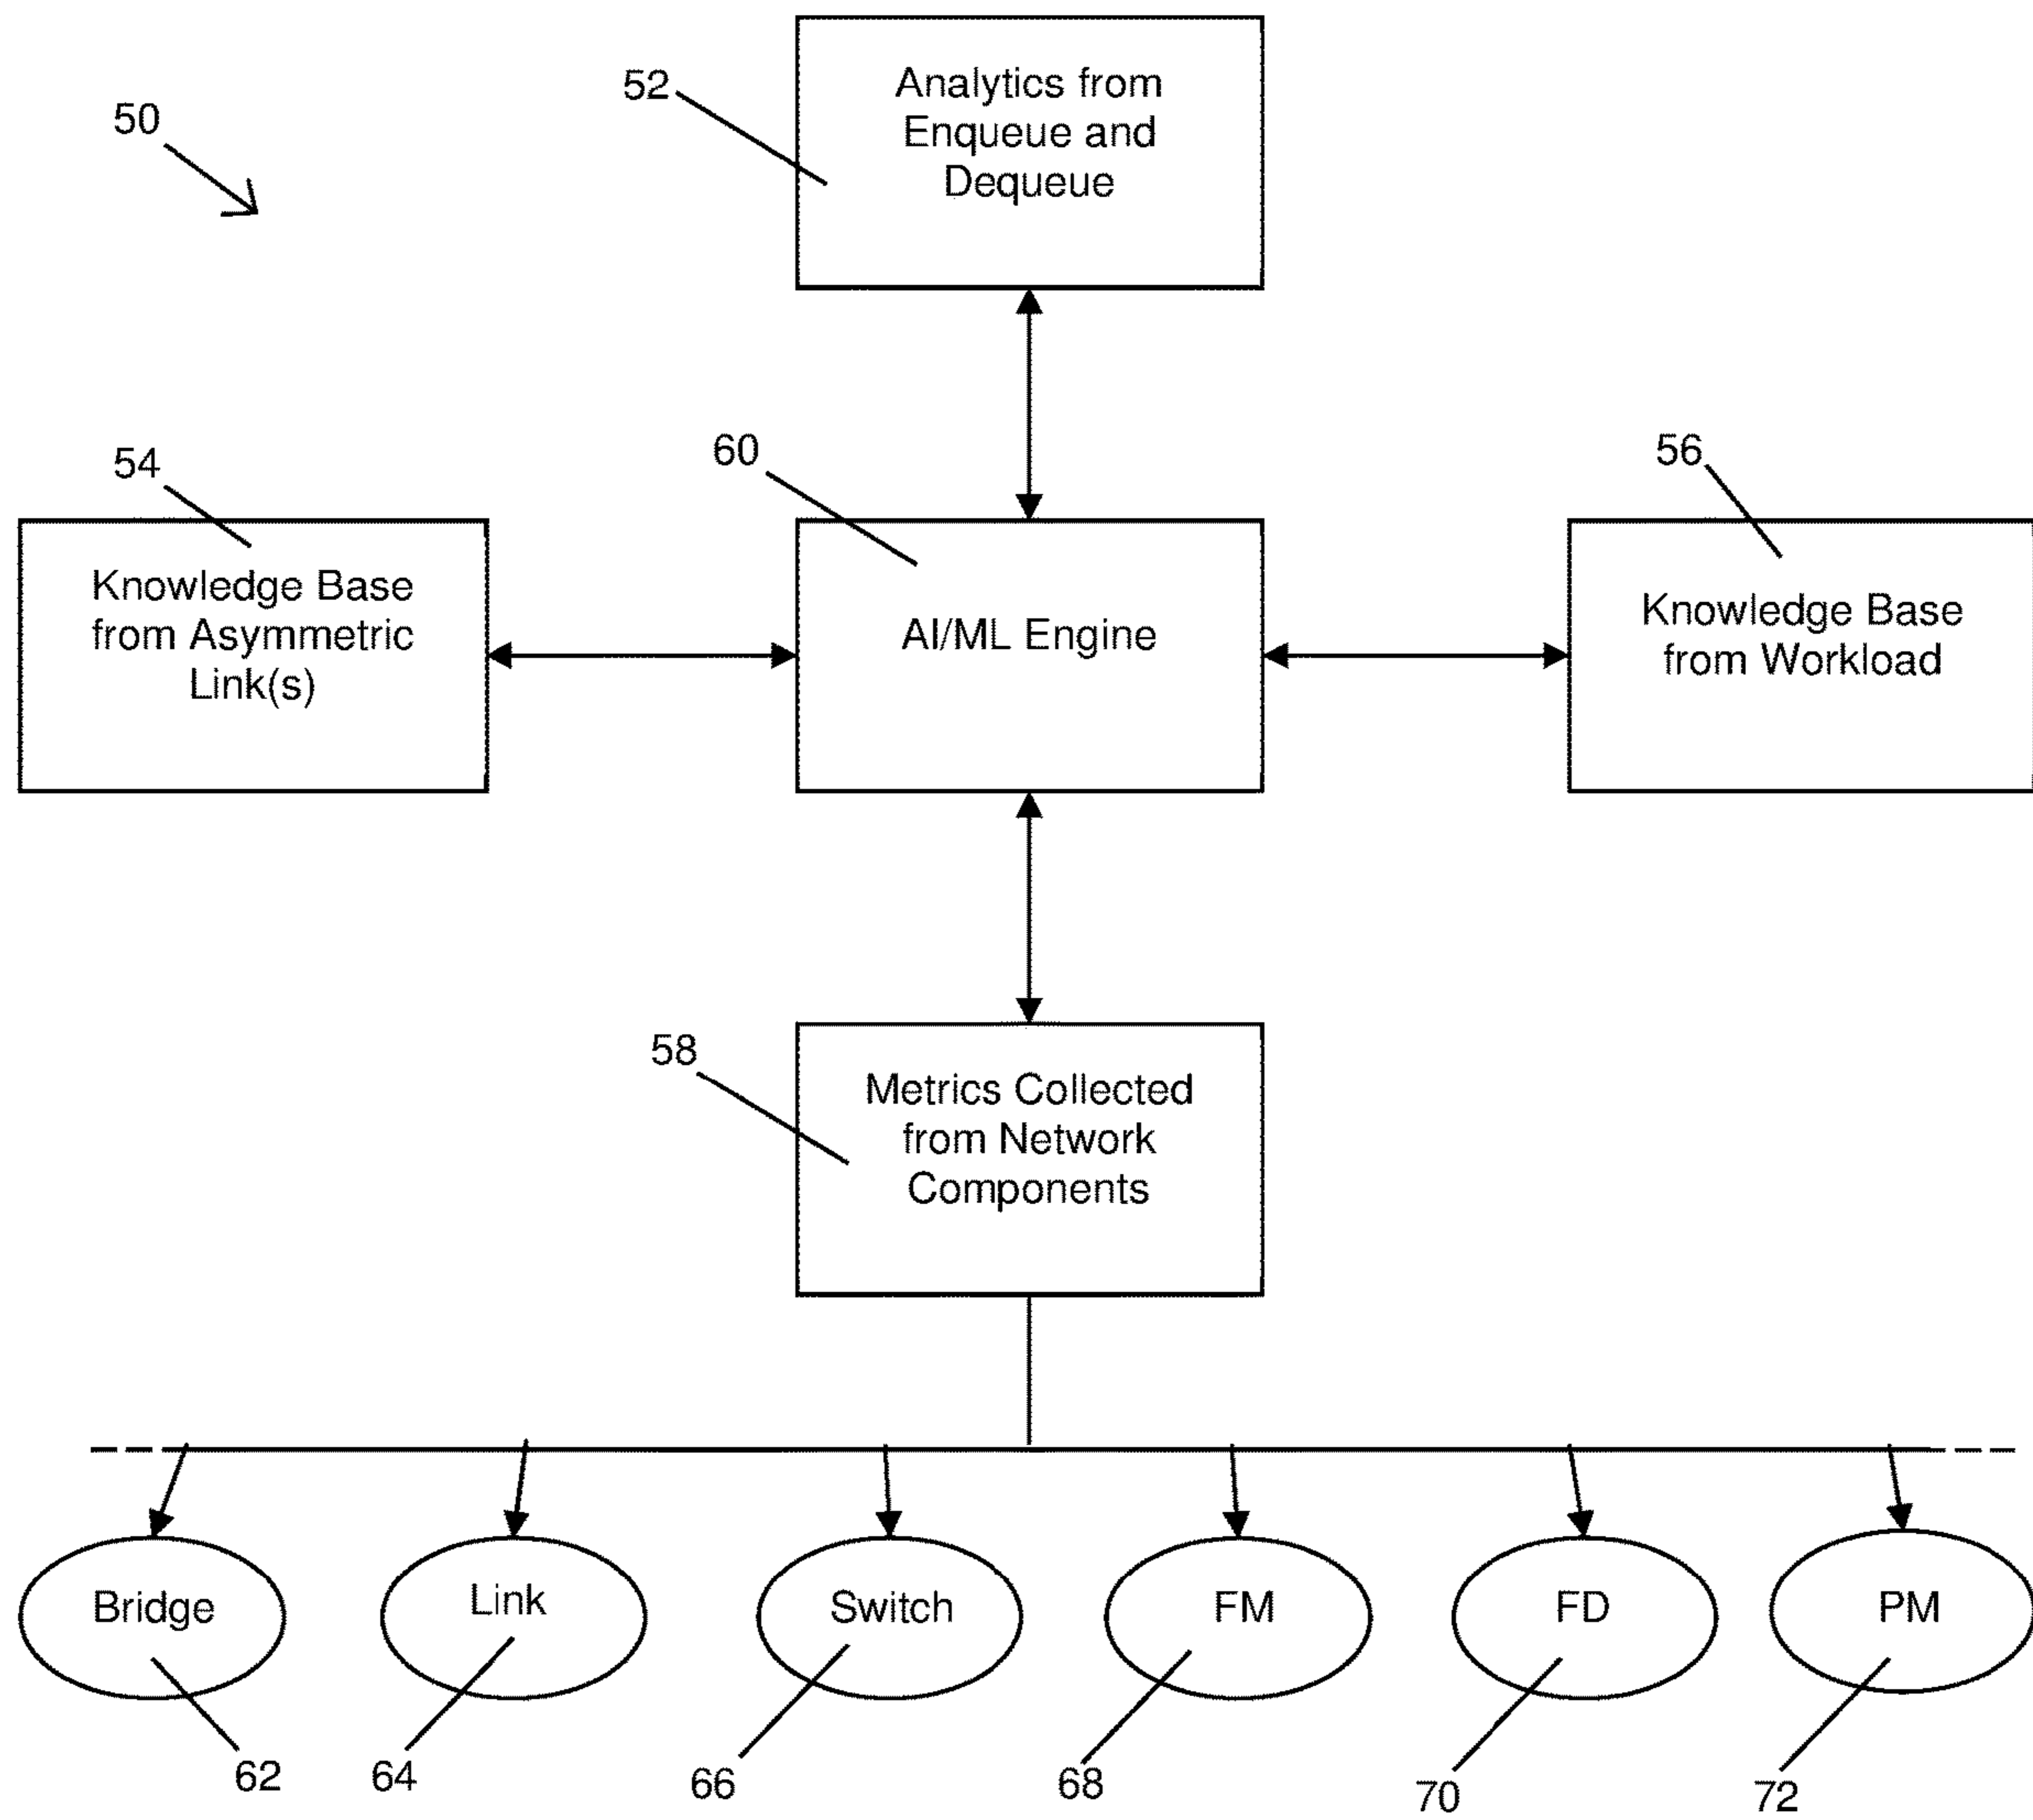 52
Analytics from
Enqueue and
Dequeue
50
54
60
56
Knowledge Base
from Asymmetric
Link(s)
AI/ML Engine
Knowledge Base
from Workload
58
Metrics Collected
from Network
Components
Bridge
Link
Switch
FM
FD
PM
62
64
66
68
70
72